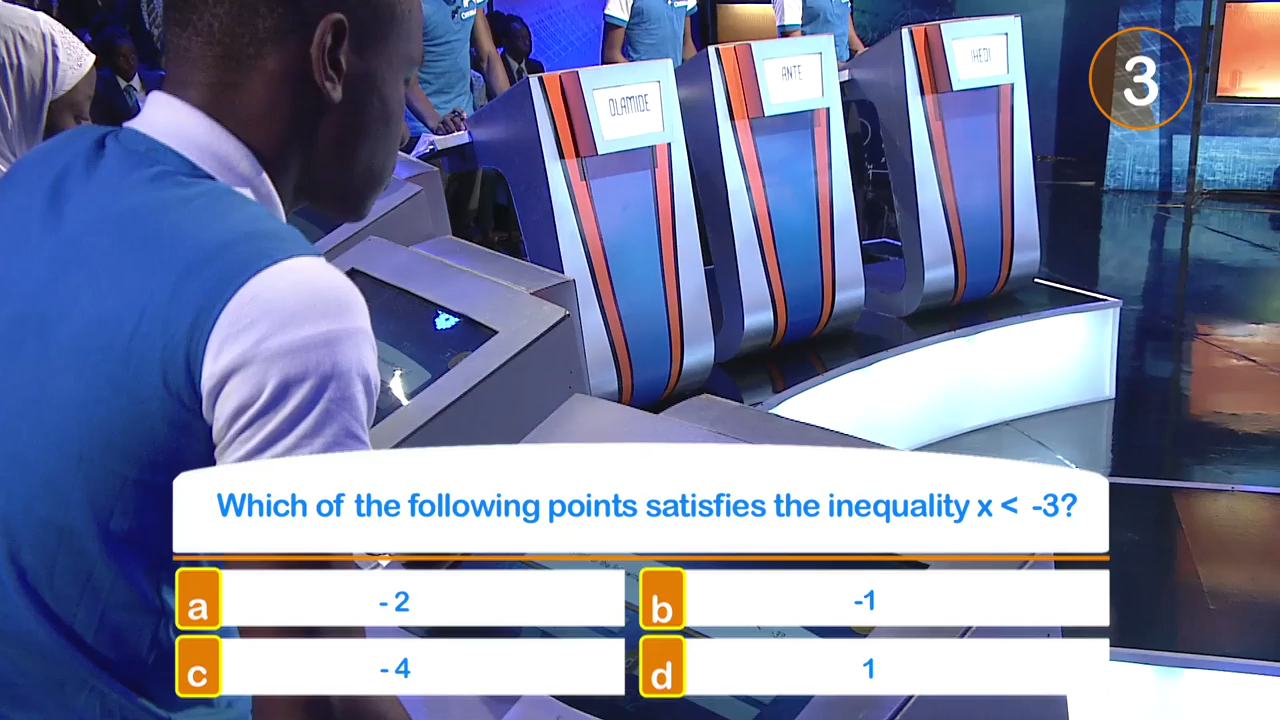 OLAMIDE
ANTE
IHEDI
3
Which of the following points satisfies the inequality x < -3?
a - 2
b -1
c - 4
d 1